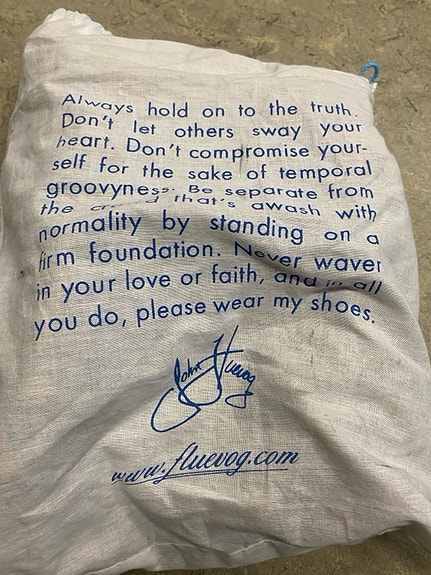 Always hold on to the truth.
Don't let others sway your
heart. Don't compromise your-
self for the sake of temporal
groovyness. Be separate from
the that's awash with
normality by standing on a
firm foundation. Never waver
in your love or faith, and in all
you do, please wear my shoes.
John Fluevog
www.fluevog.com